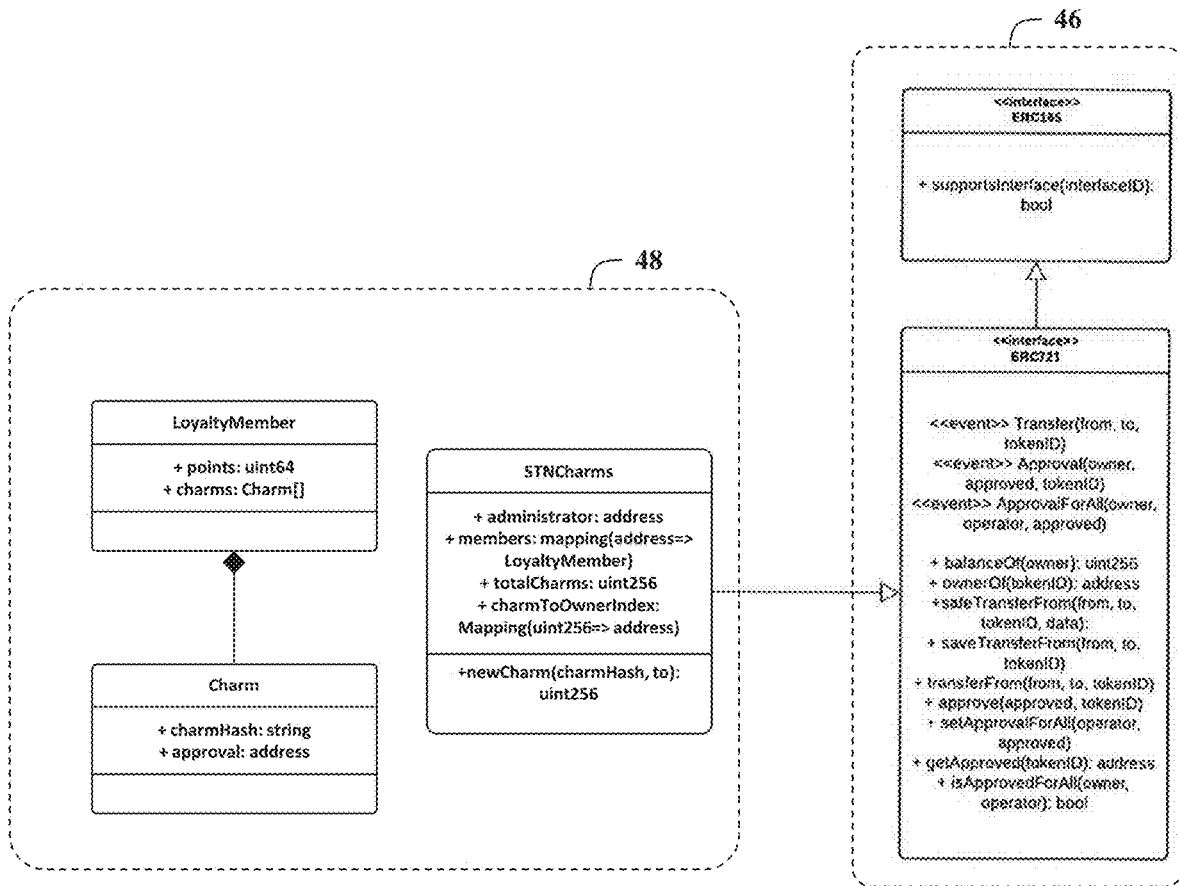 46
<<interface>>
ERC165
+ supportsInterface(interfaceID):
bool
48
<<interface>>
ERC721
<<event>> Transfer(from, to,
tokenID)
<<event>> Approval(owner,
approved, tokenID)
<<event>> ApprovalForAll(owner,
operator, approved)
+ balanceOf(owner): uint256
+ ownerOf(tokenID): address
+safeTransferFrom(from, to,
tokenID, data):
+ saveTransferFrom(from, to,
tokenID)
+ transferFrom(from, to, tokenID)
+ approve(approved, tokenID)
+ setApprovalForAll(operator,
approved)
+ getApproved(tokenID): address
+ isApprovedForAll(owner,
operator): bool
LoyaltyMember
+ points: uint64
+ charms: Charm[]
STNCharms
+ administrator: address
+ members: mapping(address=>
LoyaltyMember)
+ totalCharms: uint256
+ charmToOwnerIndex:
Mapping(uint256=> address)
+newCharm(charmHash, to):
uint256
Charm
+ charmHash: string
+ approval: address